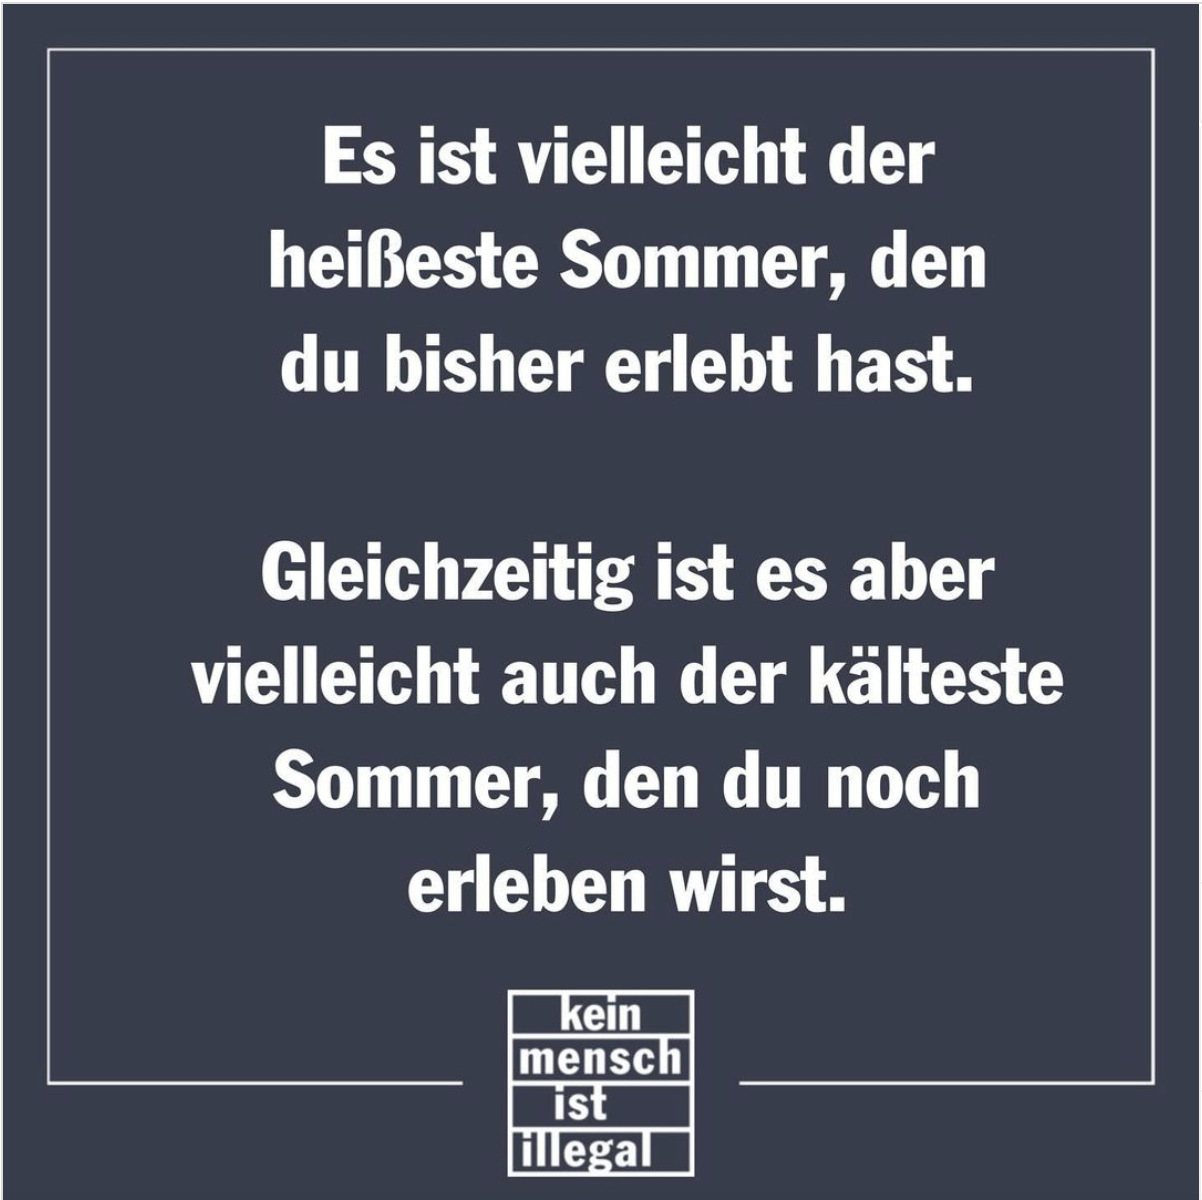 Es ist vielleicht der
heißeste Sommer, den
du bisher erlebt hast.
Gleichzeitig ist es aber
vielleicht auch der kälteste
Sommer, den du noch
erleben wirst.
kein
mensch
ist
illegal